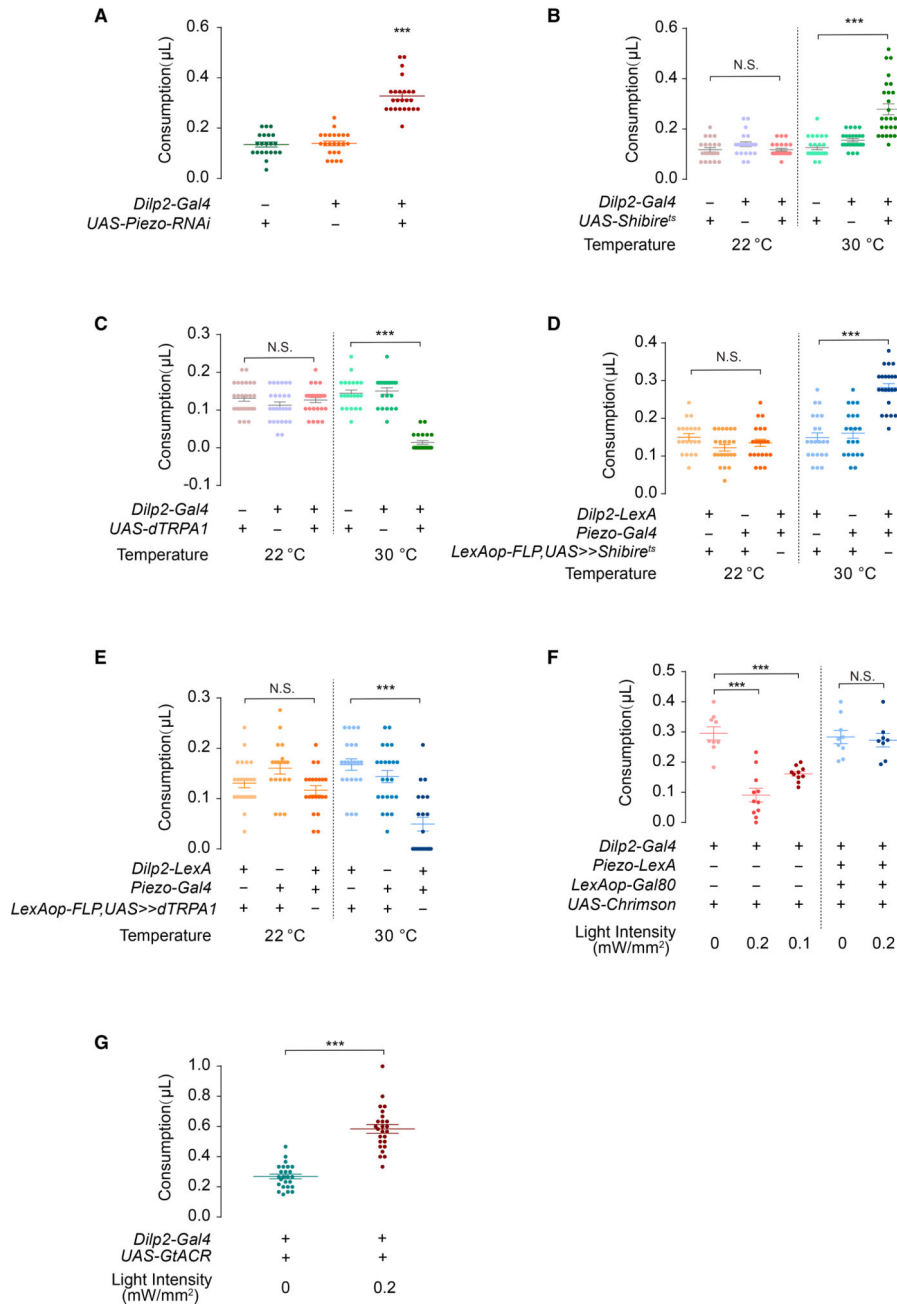 A
Consumption(μL)
0.6
0.4
0.2
0.0
***
Dilp2-Gal4 – + +
UAS-Piezo-RNAi + – +
B
Consumption(μL)
0.6
0.4
0.2
0.0
N.S.
***
Dilp2-Gal4 – + + – + +
UAS-Shibirets + – + + – +
Temperature 22 °C 30 °C
C
Consumption(μL)
0.3
0.2
0.1
0.0
-0.1
N.S.
***
Dilp2-Gal4 – + + – + +
UAS-dTRPA1 + – + + – +
Temperature 22 °C 30 °C
D
Consumption(μL)
0.4
0.3
0.2
0.1
0.0
N.S.
***
Dilp2-LexA + – + + – +
Piezo-Gal4 – + + – + +
LexAop-FLP,UAS>>Shibirets + + – + + –
Temperature 22 °C 30 °C
E
Consumption(μL)
0.3
0.2
0.1
0.0
N.S.
***
Dilp2-LexA + – + + – +
Piezo-Gal4 – + + – + +
LexAop-FLP,UAS>>dTRPA1 + + – + + –
Temperature 22 °C 30 °C
F
Consumption(μL)
0.5
0.4
0.3
0.2
0.1
0.0
***
***
N.S.
Dilp2-Gal4 + + + + +
Piezo-LexA – – – + +
LexAop-Gal80 – – – + +
UAS-Chrimson + + + + +
Light Intensity
(mW/mm²) 0 0.2 0.1 0 0.2
G
Consumption(μL)
1.0
0.8
0.6
0.4
0.2
0.0
***
Dilp2-Gal4 + +
UAS-GtACR + +
Light Intensity
(mW/mm²) 0 0.2